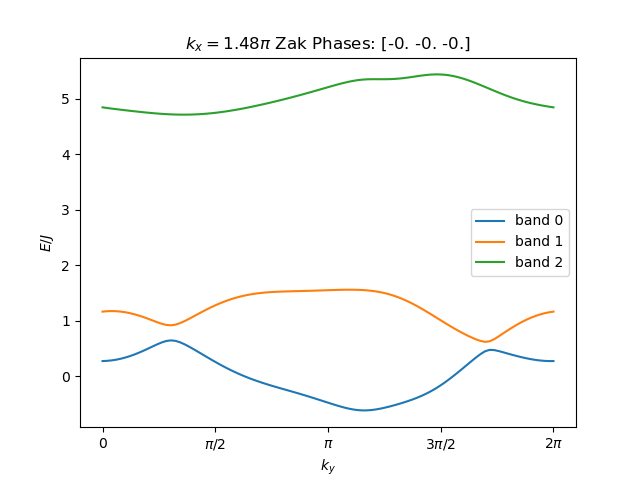 $k_x = 1.48\pi$ Zak Phases: [-0. -0. -0.]
E/J
5
4
3
2
1
0
band 0
band 1
band 2
0
π/2
π
3π/2
2π
$k_y$